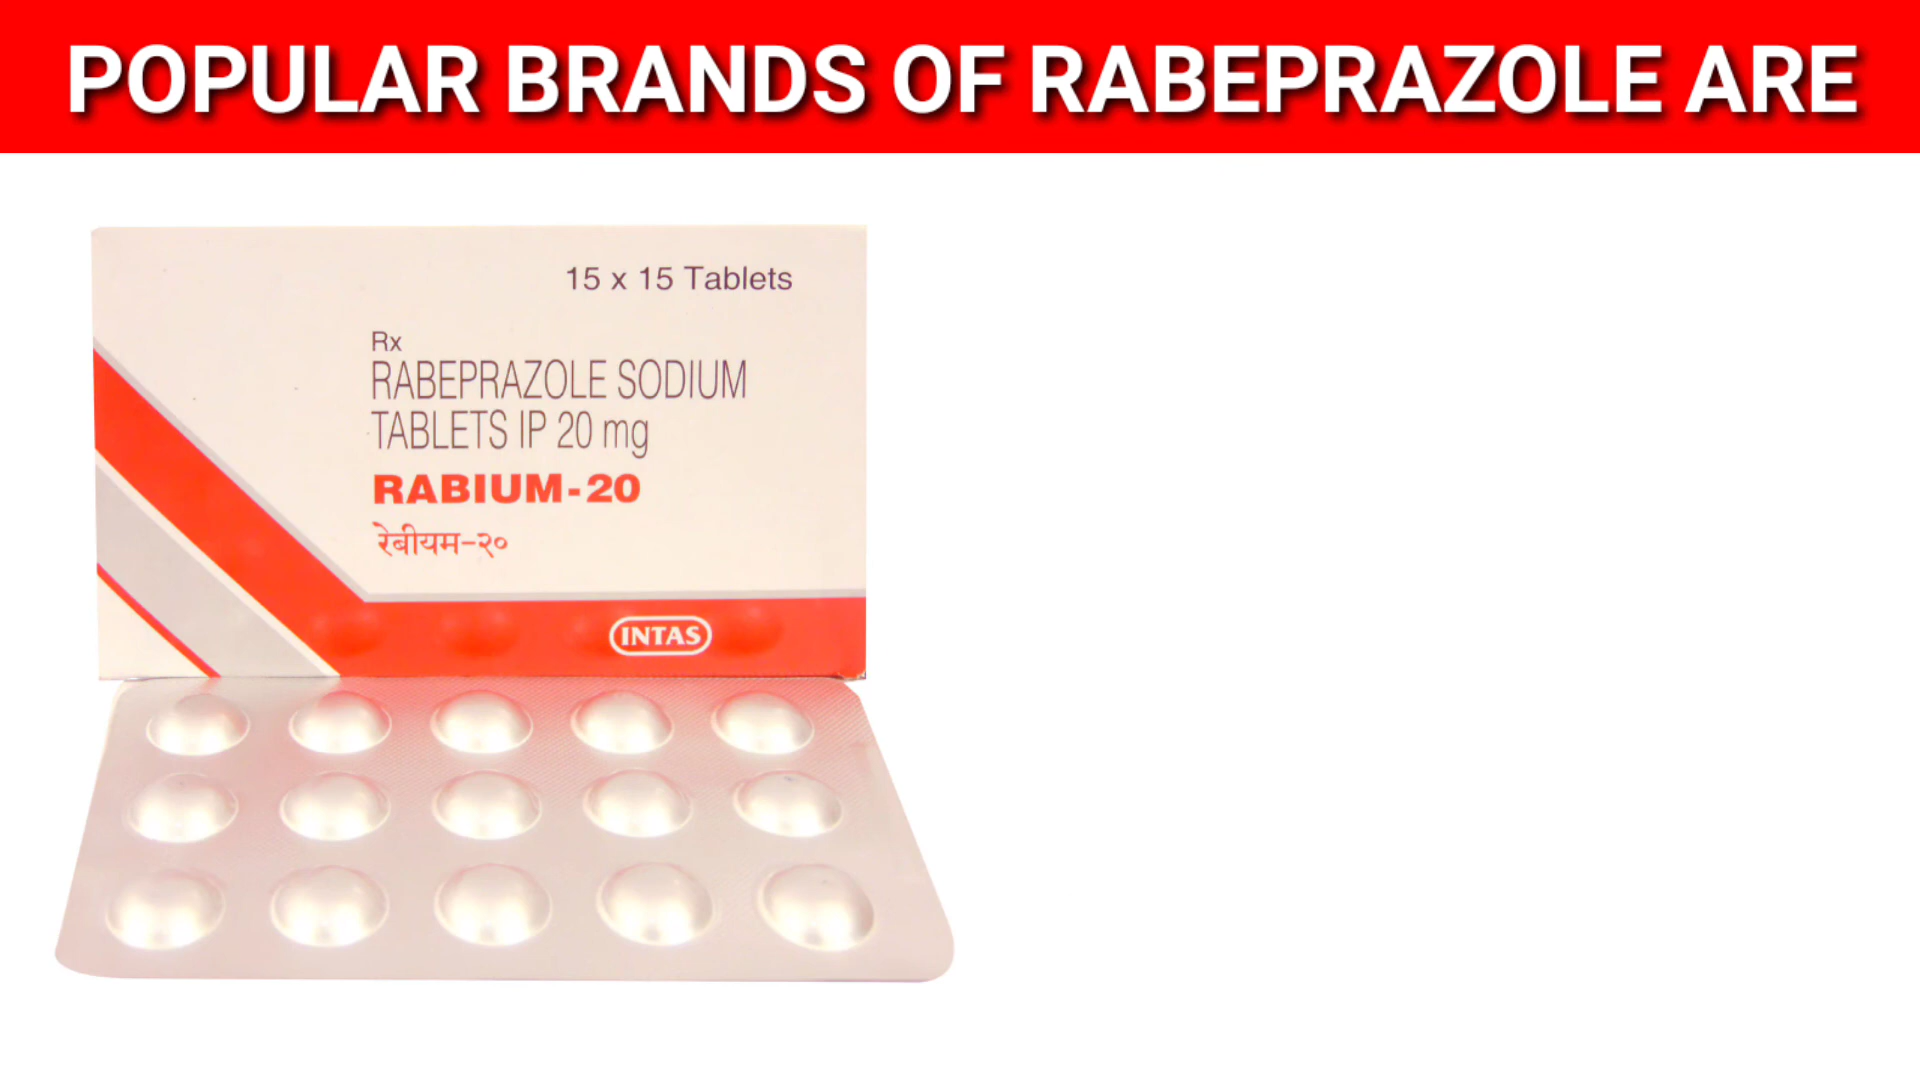 POPULAR BRANDS OF RABEPRAZOLE ARE
15 x 15 Tablets
Rx
RABEPRAZOLE SODIUM
TABLETS IP 20 mg
RABIUM-20
रेबीयम-२०
INTAS